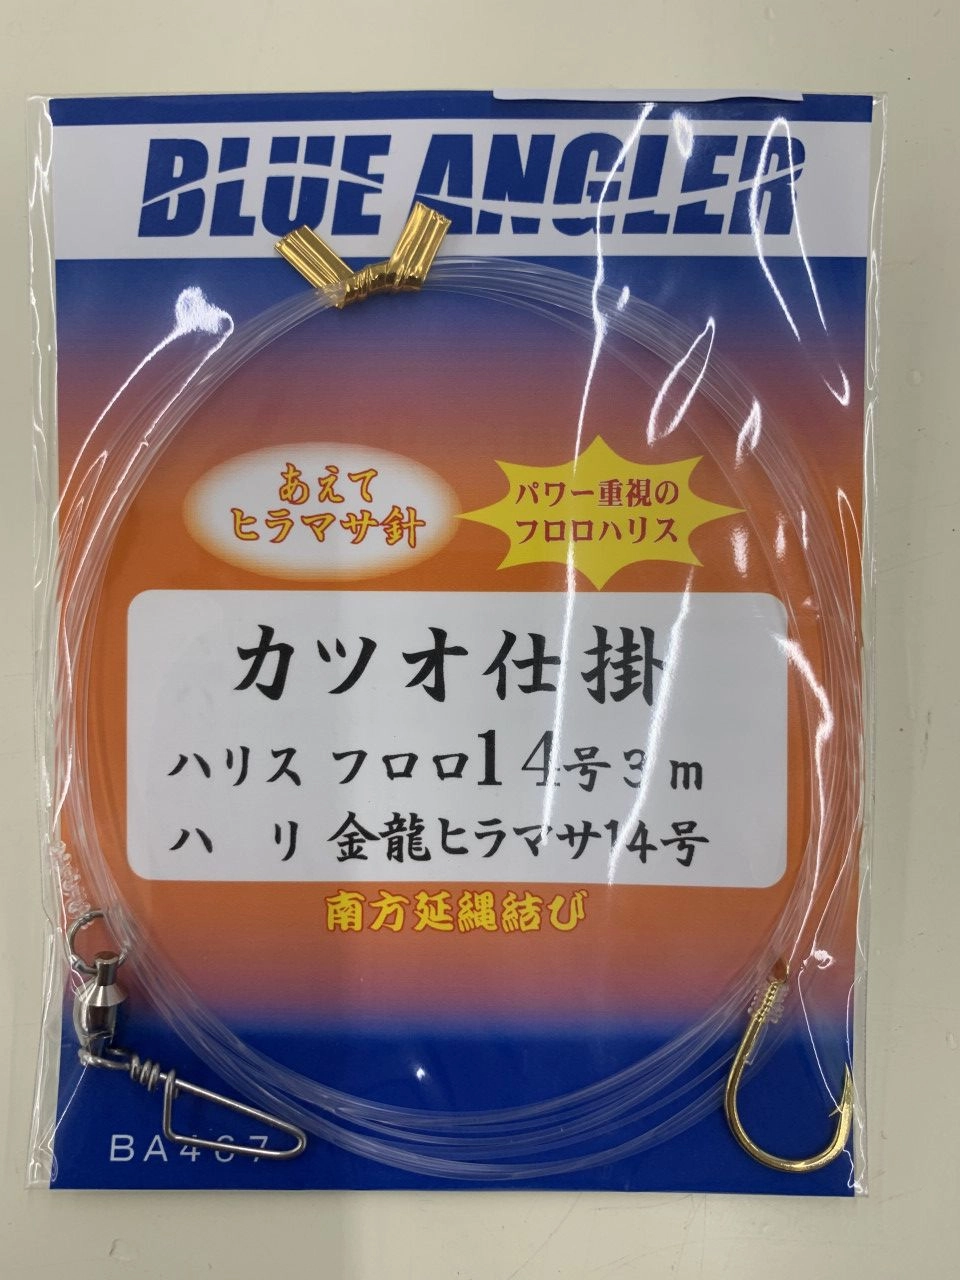 BLUE ANGLER
あえて
ヒラマサ針
パワー重視の
フロロハリス
カツオ仕掛
ハリス フロロ14号3m
ハ リ 金龍ヒラマサ14号
南方延縄結び
BA467